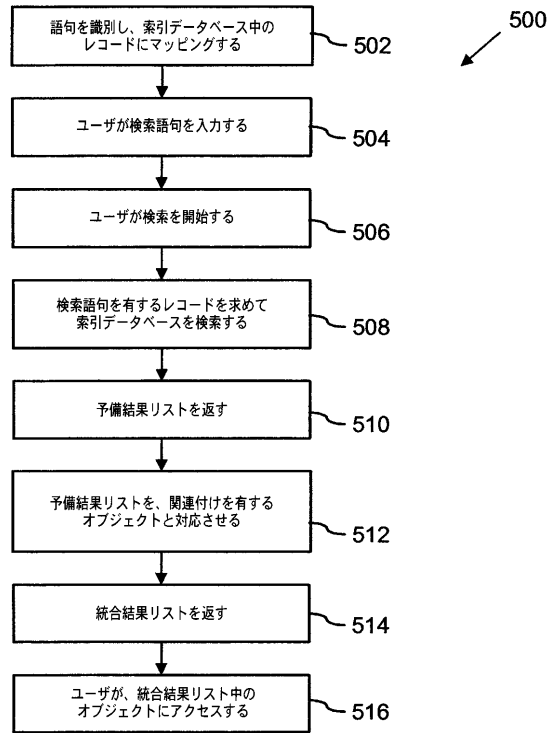 500
語句を識別し、索引データベース中の
レコードにマッピングする
502
ユーザが検索語句を入力する
504
ユーザが検索を開始する
506
検索語句を有するレコードを求めて
索引データベースを検索する
508
予備結果リストを返す
510
予備結果リストを、関連付けを有する
オブジェクトと対応させる
512
統合結果リストを返す
514
ユーザが、統合結果リスト中の
オブジェクトにアクセスする
516